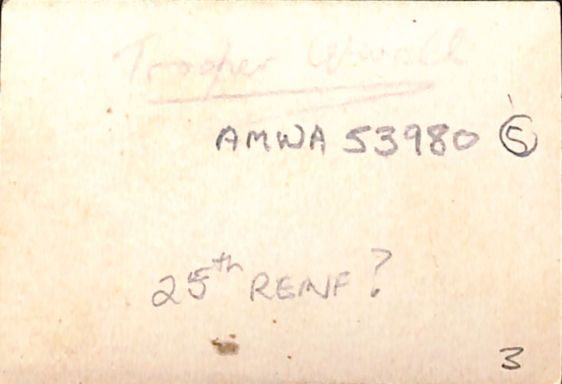 Trooper
AMWA 53980 5
25th REINF?
3